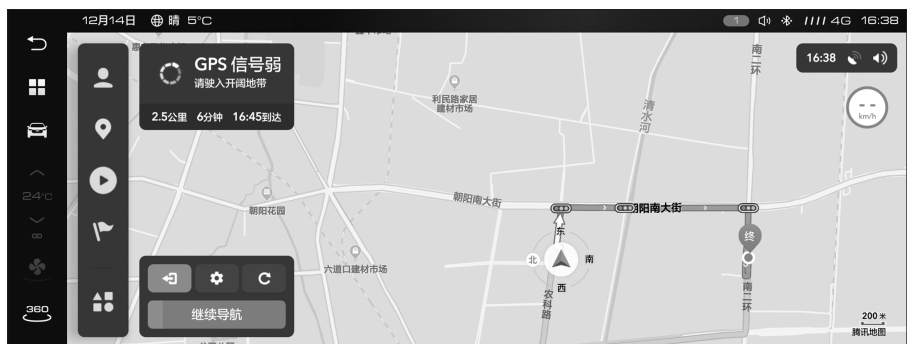 12月14日 晴 5°C
1 4G 16:38
GPS 信号弱
请驶入开阔地带
2.5公里 6分钟 16:45到达
16:38
--
km/h
南二环
利民路家居
建材市场
清水河
24°C
朝阳花园
朝阳南大街
朝阳南大街
终
东
北
南
西
六道口建材市场
农科路
南二环
继续导航
360
200 米
腾讯地图